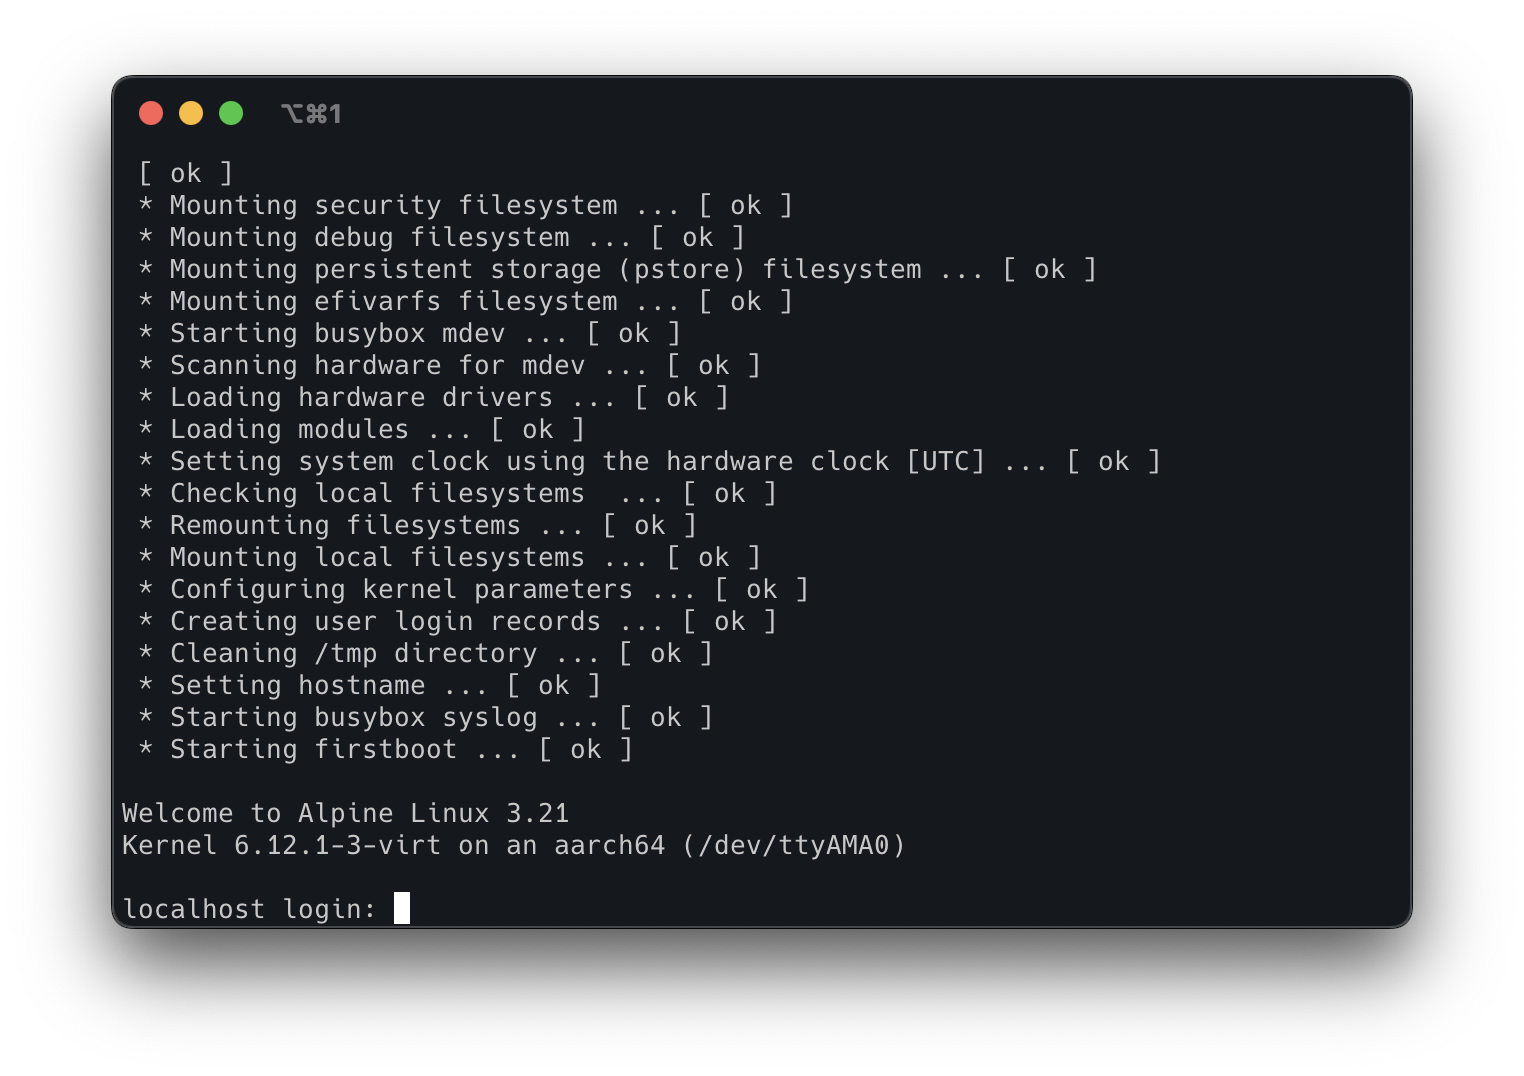 ⌥⌘1
[ ok ]
* Mounting security filesystem ... [ ok ]
* Mounting debug filesystem ... [ ok ]
* Mounting persistent storage (pstore) filesystem ... [ ok ]
* Mounting efivarfs filesystem ... [ ok ]
* Starting busybox mdev ... [ ok ]
* Scanning hardware for mdev ... [ ok ]
* Loading hardware drivers ... [ ok ]
* Loading modules ... [ ok ]
* Setting system clock using the hardware clock [UTC] ... [ ok ]
* Checking local filesystems  ... [ ok ]
* Remounting filesystems ... [ ok ]
* Mounting local filesystems ... [ ok ]
* Configuring kernel parameters ... [ ok ]
* Creating user login records ... [ ok ]
* Cleaning /tmp directory ... [ ok ]
* Setting hostname ... [ ok ]
* Starting busybox syslog ... [ ok ]
* Starting firstboot ... [ ok ]
Welcome to Alpine Linux 3.21
Kernel 6.12.1-3-virt on an aarch64 (/dev/ttyAMA0)
localhost login: